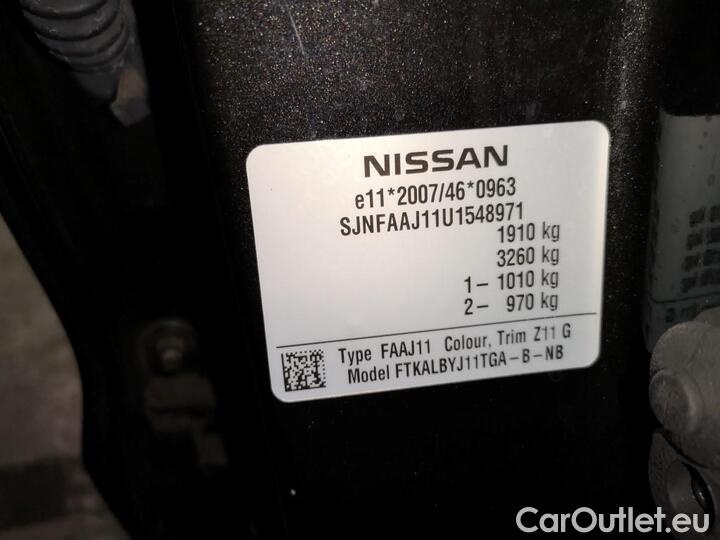 NISSAN
e11*2007/46*0963
SJNFAAJ11U1548971
1910 kg
3260 kg
1– 1010 kg
2– 970 kg
Type FAAJ11 Colour, Trim Z11 G
Model FTKALBYJ11TGA–B–NB
CarOutlet.eu